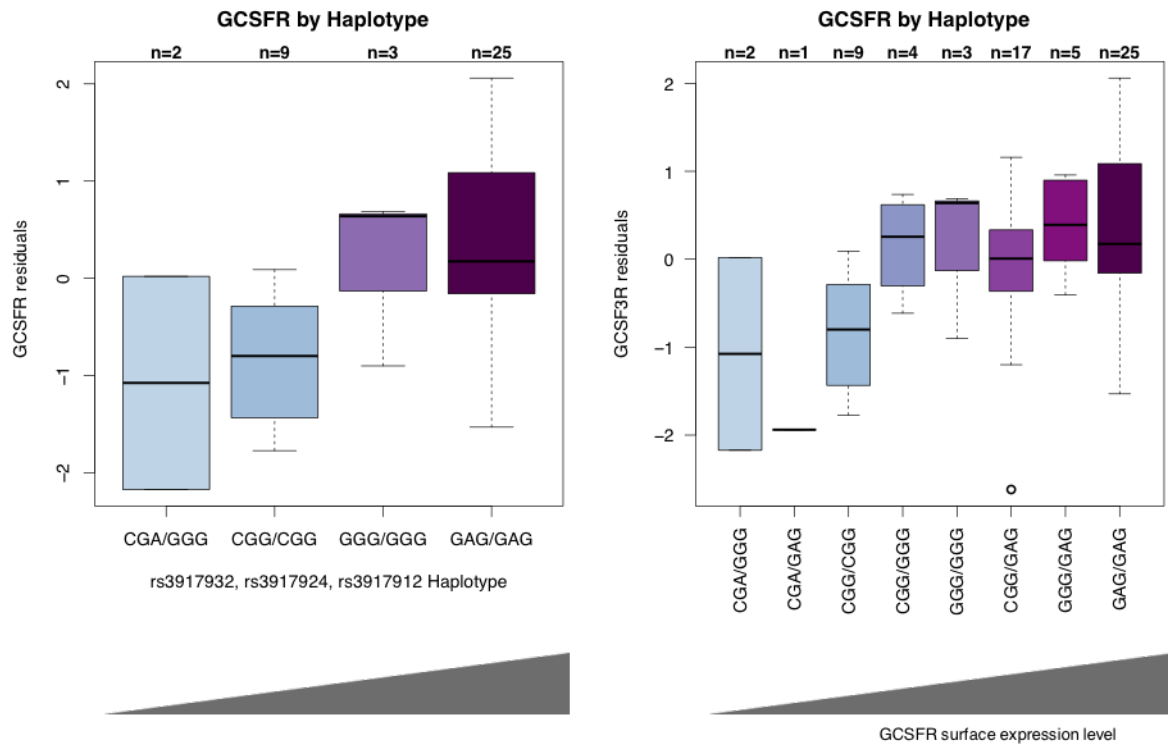 GCSFR by Haplotype
n=2 n=9 n=3 n=25
GCSFR residuals
2
1
0
−1
−2
CGA/GGG CGG/CGG GGG/GGG GAG/GAG
rs3917932, rs3917924, rs3917912 Haplotype
GCSFR by Haplotype
n=2 n=1 n=9 n=4 n=3 n=17 n=5 n=25
GCSF3R residuals
2
1
0
−1
−2
CGA/GGG
CGA/GAG
CGG/CGG
CGG/GGG
GGG/GGG
CGG/GAG
GGG/GAG
GAG/GAG
GCSFR surface expression level